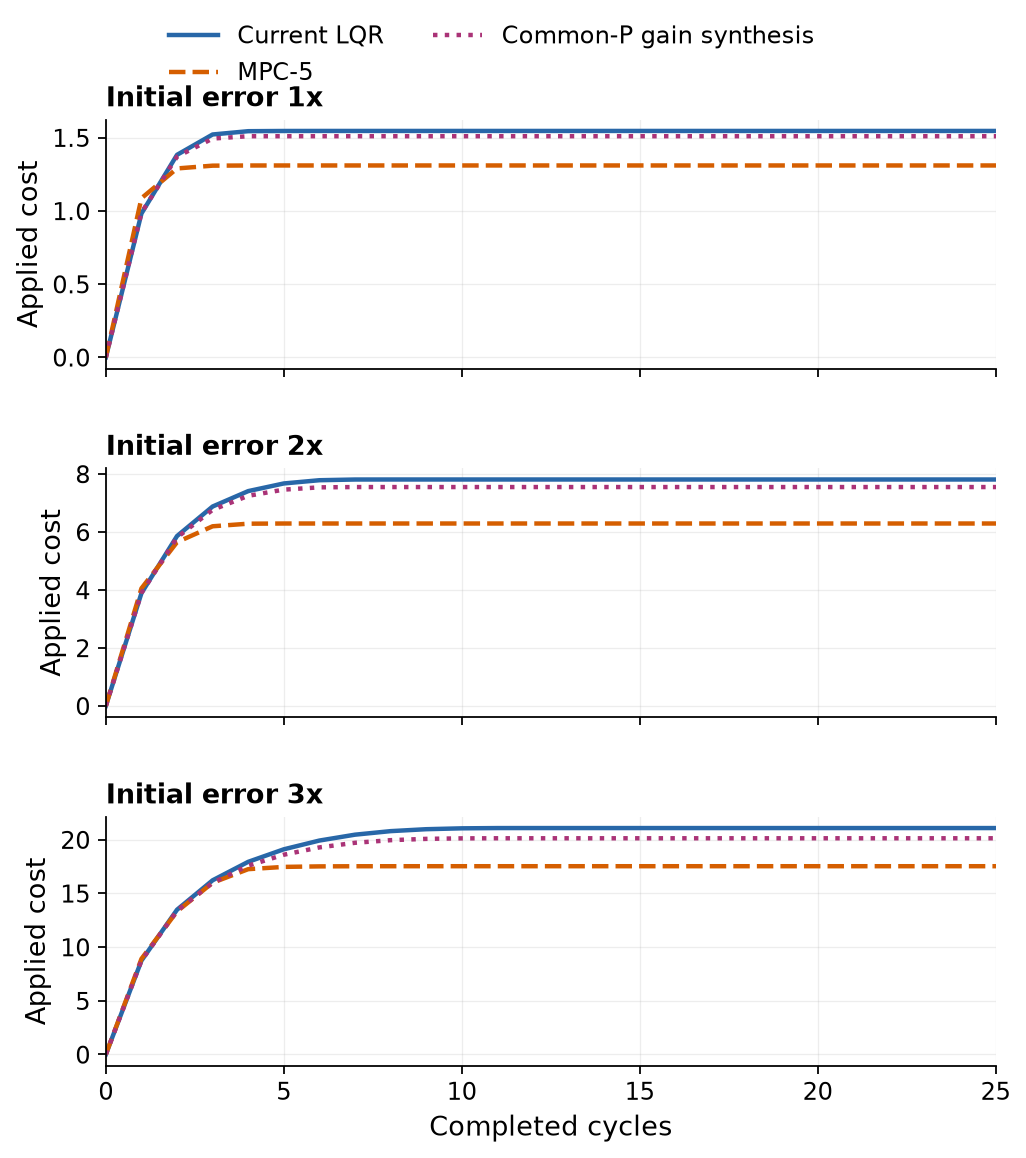 Current LQR
Common-P gain synthesis
MPC-5
Initial error 1x
Applied cost
1.5
1.0
0.5
0.0
Initial error 2x
Applied cost
8
6
4
2
0
Initial error 3x
Applied cost
20
15
10
5
0
0 5 10 15 20 25
Completed cycles